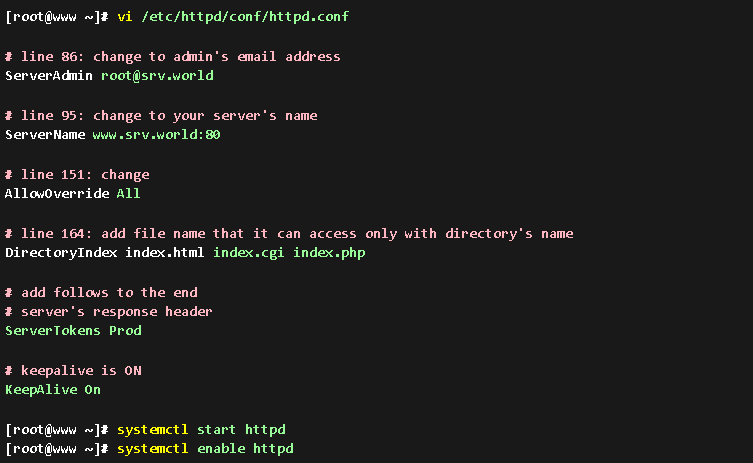 [root@www ~]# vi /etc/httpd/conf/httpd.conf
# line 86: change to admin's email address
ServerAdmin root@srv.world
# line 95: change to your server's name
ServerName www.srv.world:80
# line 151: change
AllowOverride All
# line 164: add file name that it can access only with directory's name
DirectoryIndex index.html index.cgi index.php
# add follows to the end
# server's response header
ServerTokens Prod
# keepalive is ON
KeepAlive On
[root@www ~]# systemctl start httpd
[root@www ~]# systemctl enable httpd